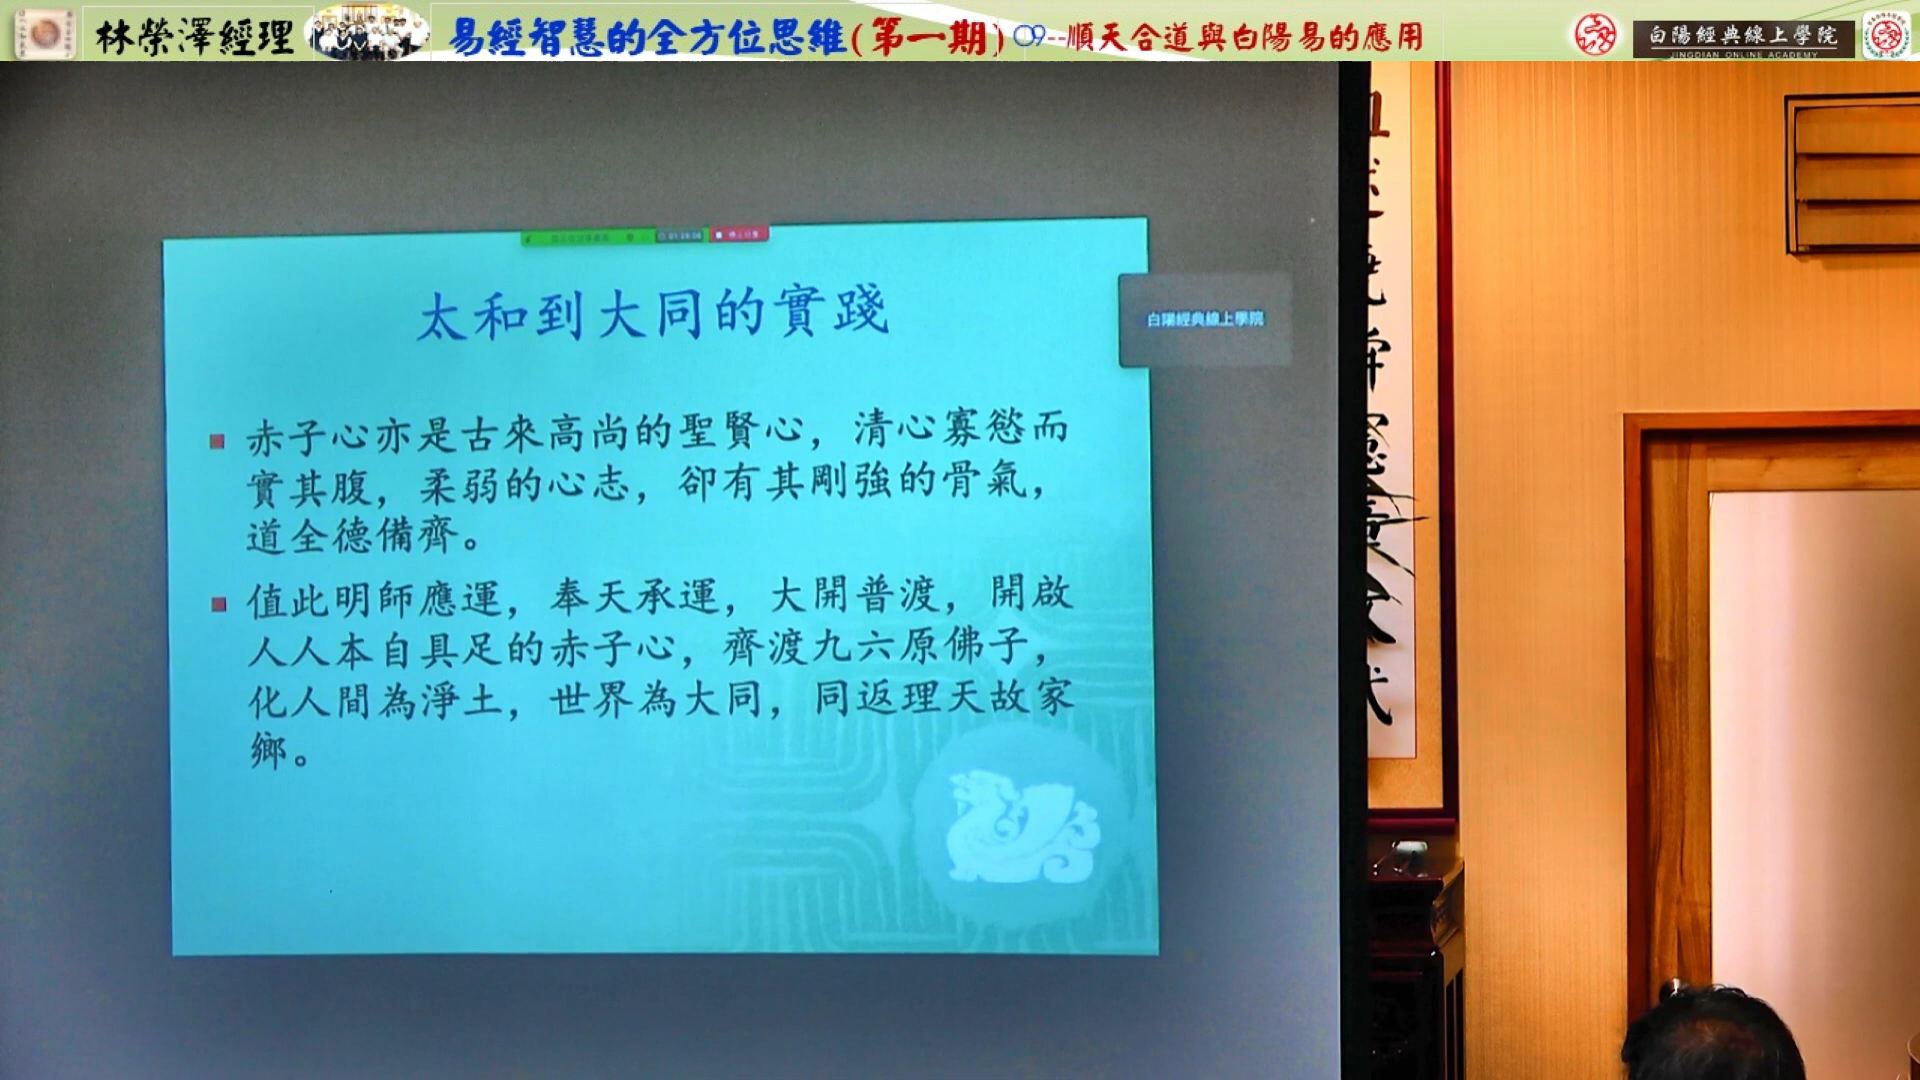 林榮澤經理 易經智慧的全方位思維(第一期) 09--順天合道與白陽易的應用 白陽經典線上學院
JINGDIAN ONLINE ACADEMY
太和到大同的實踐
白陽經典線上學院
赤子心亦是古來高尚的聖賢心，清心寡慾而
實其腹，柔弱的心志，卻有其剛強的骨氣，
道全德備齊。
值此明師應運，奉天承運，大開普渡，開啟
人人本自具足的赤子心，齊渡九六原佛子，
化人間為淨土，世界為大同，同返理天故家
鄉。